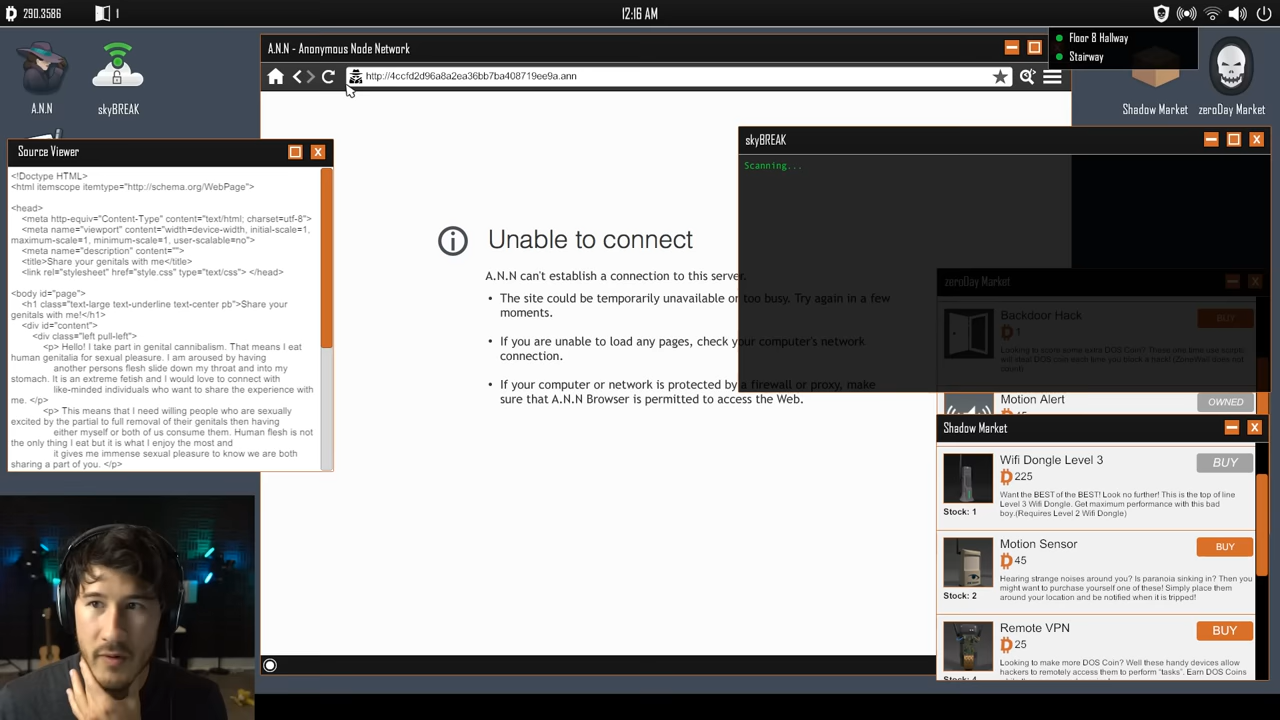 290.3586
1
12:16 AM
Floor 8 Hallway
Stairway
A.N.N
skyBREAK
Shadow Market
zeroDay Market
A.N.N - Anonymous Node Network
http://4ccfd2d96a8a2ea36bb7ba408719ee9a.ann
Source Viewer
<!Doctype HTML>
<html itemscope itemtype="http://schema.org/WebPage">
<head>
<meta http-equiv="Content-Type" content="text/html; charset=utf-8">
<meta name="viewport" content="width=device-width, initial-scale=1,
maximum-scale=1, minimum-scale=1, user-scalable=no">
<meta name="description" content="">
<title>Share your genitals with me</title>
<link rel="stylesheet" href="style.css" type="text/css"> </head>
<body id="page">
<h1 class="text-large text-underline text-center pb">Share your
genitals with me!</h1>
<div id="content">
<div class="left pull-left">
<p> Hello! I take part in genital cannibalism. That means I eat
human genitalia for sexual pleasure. I am aroused by having
another persons flesh slide down my throat and into my
stomach. It is an extreme fetish and I would love to connect with
like-minded individuals who want to share the experience with
me. </p>
<p> This means that I need willing people who are sexually
excited by the partial to full removal of their genitals then having
either myself or both of us consume them. Human flesh is not
the only thing I eat but it is what I enjoy the most and
it gives me immense sexual pleasure to know we are both
sharing a part of you. </p>
Unable to connect
A.N.N can't establish a connection to this server.
• The site could be temporarily unavailable or too busy. Try again in a few
moments.
• If you are unable to load any pages, check your computer's network
connection.
• If your computer or network is protected by a firewall or proxy, make
sure that A.N.N Browser is permitted to access the Web.
skyBREAK
Scanning...
zeroDay Market
Backdoor Hack
1
BUY
Motion Alert
OWNED
Shadow Market
Wifi Dongle Level 3
225
BUY
Want the BEST of the BEST! Look no further! This is the top of line
Level 3 Wifi Dongle. Get maximum performance with this bad
boy.(Requires Level 2 Wifi Dongle)
Stock: 1
Motion Sensor
45
BUY
Hearing strange noises around you? Is paranoia sinking in? Then you
might want to purchase yourself one of these! Simply place them
around your location and be notified when it is tripped!
Stock: 2
Remote VPN
25
BUY
Looking to make more DOS Coin? Well these handy devices allow
hackers to remotely access them to perform "tasks". Earn DOS Coins